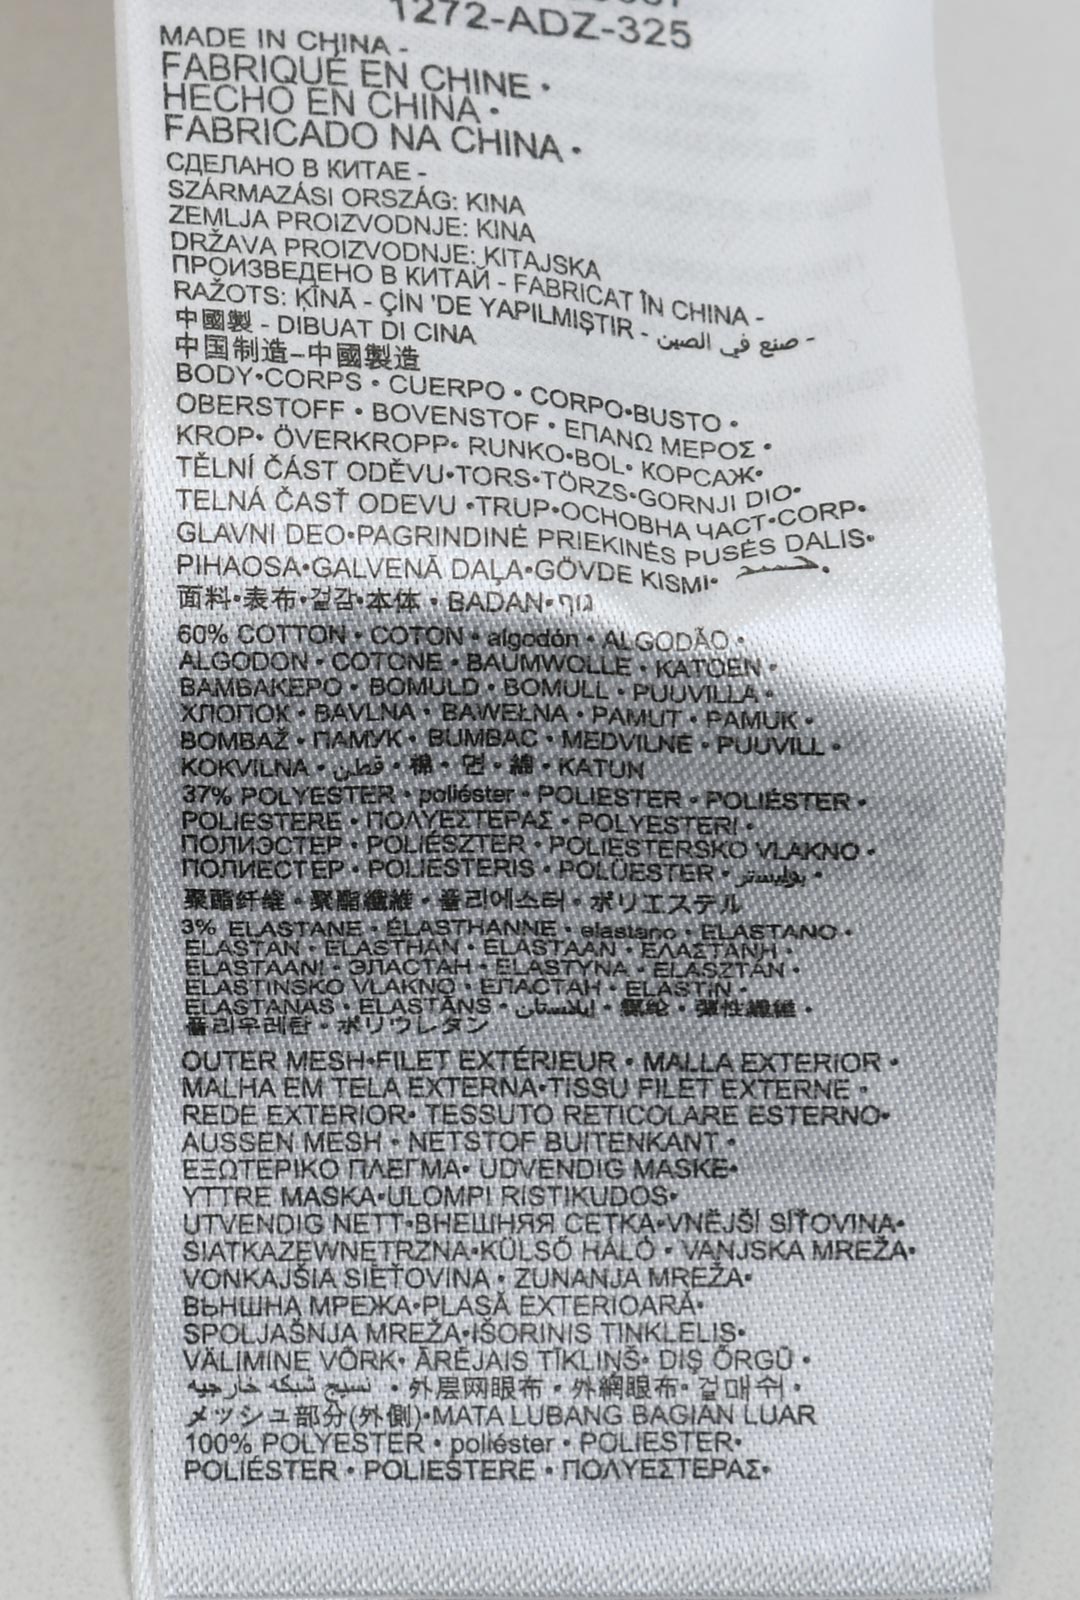 1272-ADZ-325
MADE IN CHINA -
FABRIQUÉ EN CHINE •
HECHO EN CHINA •
FABRICADO NA CHINA •
СДЕЛАНО В КИТАЕ -
SZÁRMAZÁSI ORSZÁG: KINA
ZEMLJA PROIZVODNJE: KINA
DRŽAVA PROIZVODNJE: KITAJSKA
ПРОИЗВЕДЕНО В КИТАЙ - FABRICAT ÎN CHINA -
RAŽOTS: ĶĪNĀ - ÇİN 'DE YAPILMIŞTIR - صنع في الصين -
中國製 - DIBUAT DI CINA
中国制造-中國製造
BODY•CORPS • CUERPO • CORPO•BUSTO •
OBERSTOFF • BOVENSTOF • ΕΠΑΝΩ ΜΕΡΟΣ •
KROP• ÖVERKROPP• RUNKO•BOL• КОРСАЖ•
TĚLNÍ ČÁST ODĚVU•TORS•TÖRZS•GORNJI DIO•
TELNÁ ČASŤ ODEVU •TRUP•ОСНОВНА ЧАСТ•CORP•
GLAVNI DEO•PAGRINDINĖ PRIEKINĖS PUSĖS DALIS•
PIHAOSA•GALVENĀ DAĻA•GÖVDE KISMI•
面料•表布•겉감•本体 • BADAN•גוף
60% COTTON • COTON • algodón • ALGODÃO •
ALGODON • COTONE • BAUMWOLLE • KATOEN •
ΒΑΜΒΑΚΕΡΟ • BOMULD • BOMULL • PUUVILLA •
ХЛОПОК • BAVLNA • BAWEŁNA • PAMUT • PAMUK •
BOMBAŽ • ПАМУК • BUMBAC • MEDVILNĖ • PUUVILL •
KOKVILNA • قطن • 棉 • 면 • 綿 • KATUN
37% POLYESTER • poliéster • POLIESTER • POLIÉSTER •
POLIESTERE • ΠΟΛΥΕΣΤΕΡΑΣ • POLYESTERI •
ПОЛИЭСТЕР • POLIÉSZTER • POLIESTERSKO VLAKNO •
ПОЛИЕСТЕР • POLIESTERIS • POLÜESTER • بوليستر •
聚酯纤维 • 聚酯纖維 • 폴리에스터 • ポリエステル
3% ELASTANE • ÉLASTHANNE • elastano • ELASTANO •
ELASTAN • ELASTHAN • ELASTAAN • ΕΛΑΣΤΑΝΗ •
ELASTAANI • ЭЛАСТАН • ELASTYNA • ELASZTÁN •
ELASTINSKO VLAKNO • ЕЛАСТАН • ELASTIN •
ELASTANAS • ELASTĀNS • إيلاستان • 氨纶 • 彈性纖維 •
폴리우레탄 • ポリウレタン
OUTER MESH•FILET EXTÉRIEUR • MALLA EXTERIOR •
MALHA EM TELA EXTERNA•TISSU FILET EXTERNE •
REDE EXTERIOR• TESSUTO RETICOLARE ESTERNO•
AUSSEN MESH • NETSTOF BUITENKANT •
ΕΞΩΤΕΡΙΚΟ ΠΛΕΓΜΑ• UDVENDIG MASKE•
YTTRE MASKA•ULOMPI RISTIKUDOS•
UTVENDIG NETT•ВНЕШНЯЯ СЕТКА•VNĚJŠÍ SÍŤOVINA•
SIATKAZEWNĘTRZNA•KÜLSŐ HÁLÓ • VANJSKA MREŽA•
VONKAJŠIA SIEŤOVINA • ZUNANJA MREŽA•
ВЪНШНА МРЕЖА•PLASĂ EXTERIOARĂ•
SPOLJAŠNJA MREŽA•IŠORINIS TINKLELIS•
VÄLIMINE VÕRK• ĀRĒJAIS TĪKLIŅŠ• DIŞ ÖRGÜ •
نسيج شبكه خارجيه • 外层网眼布 • 外網眼布• 겉매쉬 •
メッシュ部分(外側)•MATA LUBANG BAGIAN LUAR
100% POLYESTER • poliéster • POLIESTER•
POLIÉSTER • POLIESTERE • ΠΟΛΥΕΣΤΕΡΑΣ•